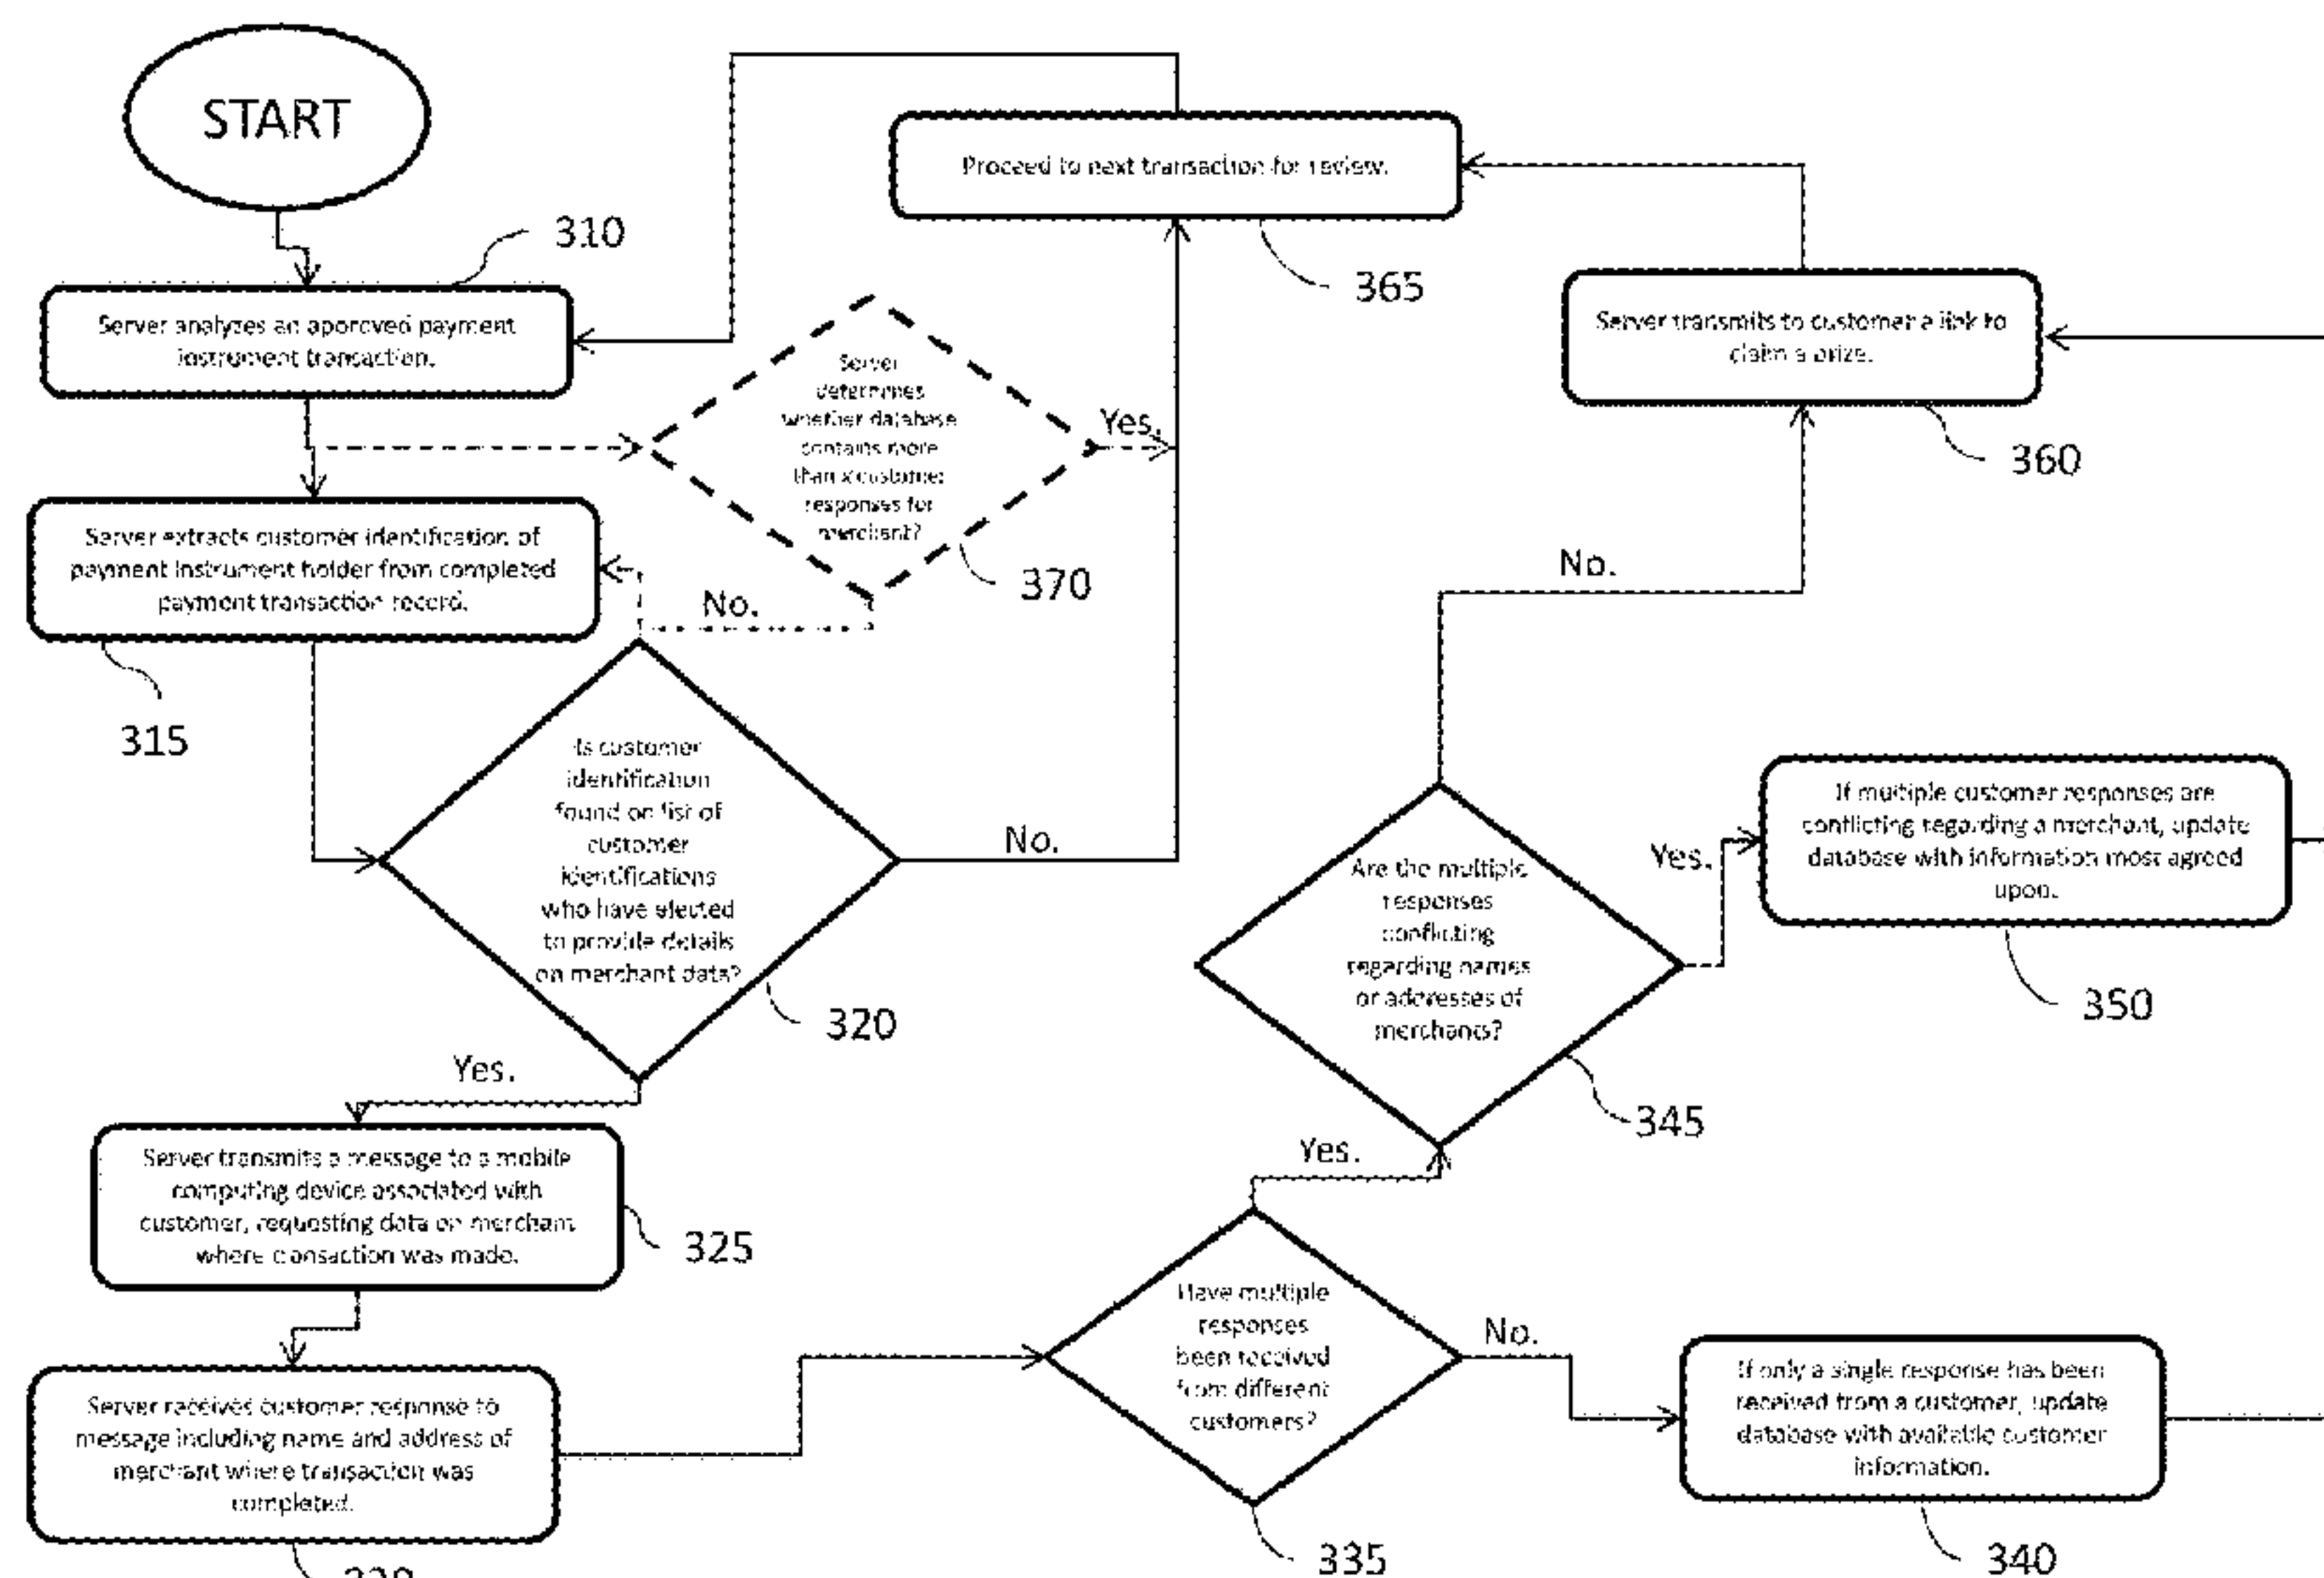 START
310
Server analyzes an approved payment
instrument transaction.
Proceed to next transaction for review.
365
Server transmits to customer a link to
claim a prize.
360
Server
determines
whether database
contains more
than x customer
responses for
merchant?
Yes.
No.
370
Server extracts customer identification of
payment instrument holder from completed
payment transaction record.
315
Is customer
identification
found on list of
customer
identifications
who have elected
to provide details
on merchant data?
No.
320
Yes.
Server transmits a message to a mobile
computing device associated with
customer, requesting data on merchant
where transaction was made.
325
Server receives customer response to
message including name and address of
merchant where transaction was
completed.
Have multiple
responses
been received
from different
customers?
335
Yes.
No.
If only a single response has been
received from a customer, update
database with available customer
information.
340
Are the multiple
responses
conflicting
regarding names
or addresses of
merchants?
345
No.
Yes.
If multiple customer responses are
conflicting regarding a merchant, update
database with information most agreed
upon.
350